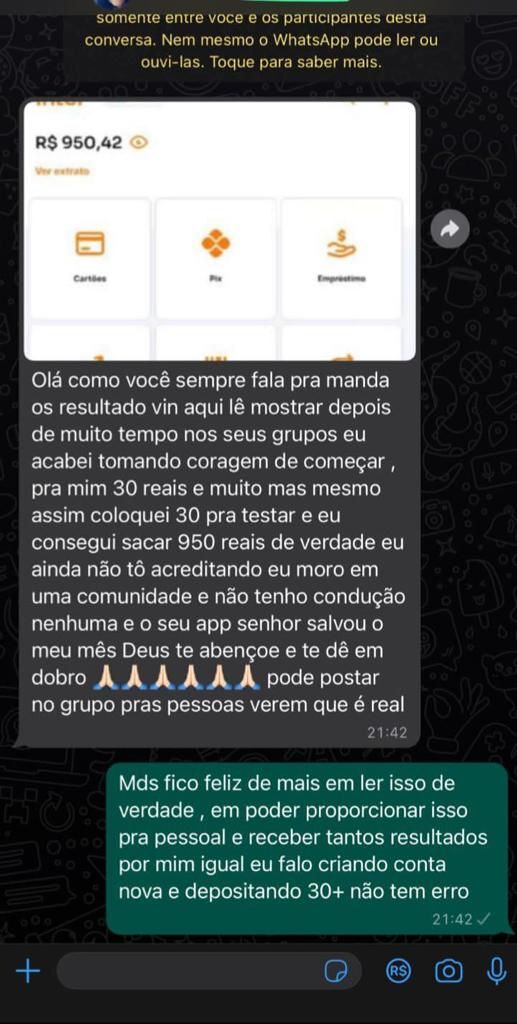 somente entre você e os participantes desta
conversa. Nem mesmo o WhatsApp pode ler ou
ouvi-las. Toque para saber mais.
R$ 950,42
Ver extrato
Cartões
Pix
Empréstimo
Olá como você sempre fala pra manda
os resultado vin aqui lê mostrar depois
de muito tempo nos seus grupos eu
acabei tomando coragem de começar ,
pra mim 30 reais e muito mas mesmo
assim coloquei 30 pra testar e eu
consegui sacar 950 reais de verdade eu
ainda não tô acreditando eu moro em
uma comunidade e não tenho condução
nenhuma e o seu app senhor salvou o
meu mês Deus te abençoe e te dê em
dobro 🙏🏻🙏🏻🙏🏻🙏🏻🙏🏻🙏🏻 pode postar
no grupo pras pessoas verem que é real
21:42
Mds fico feliz de mais em ler isso de
verdade , em poder proporcionar isso
pra pessoal e receber tantos resultados
por mim igual eu falo criando conta
nova e depositando 30+ não tem erro
21:42
R$